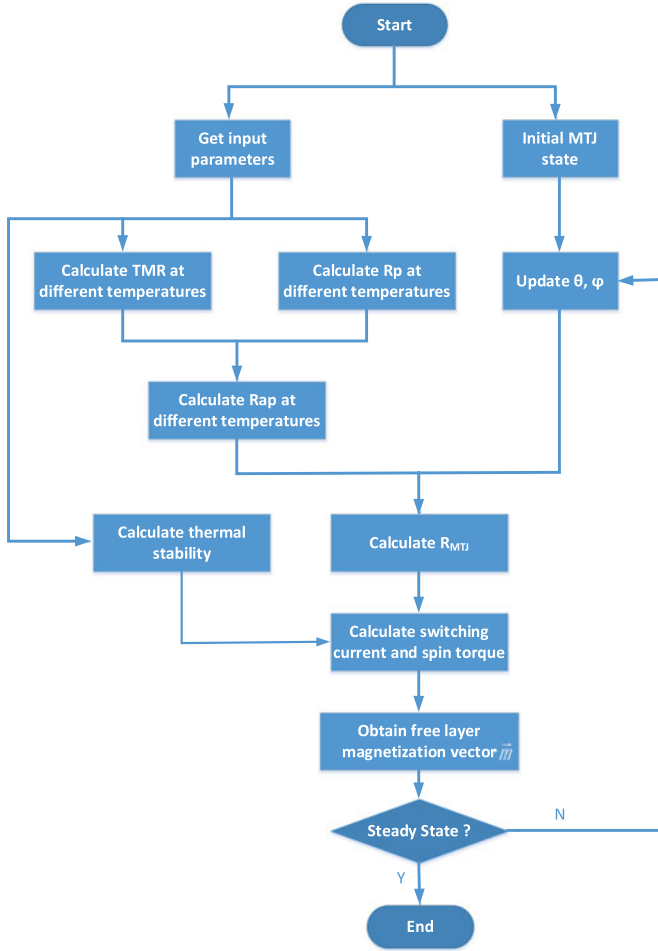 Start
Get input
parameters
Initial MTJ
state
Calculate TMR at
different temperatures
Calculate Rp at
different temperatures
Update θ, φ
Calculate Rap at
different temperatures
Calculate thermal
stability
Calculate R_MTJ
Calculate switching
current and spin torque
Obtain free layer
magnetization vector m⃗
Steady State ?
N
Y
End